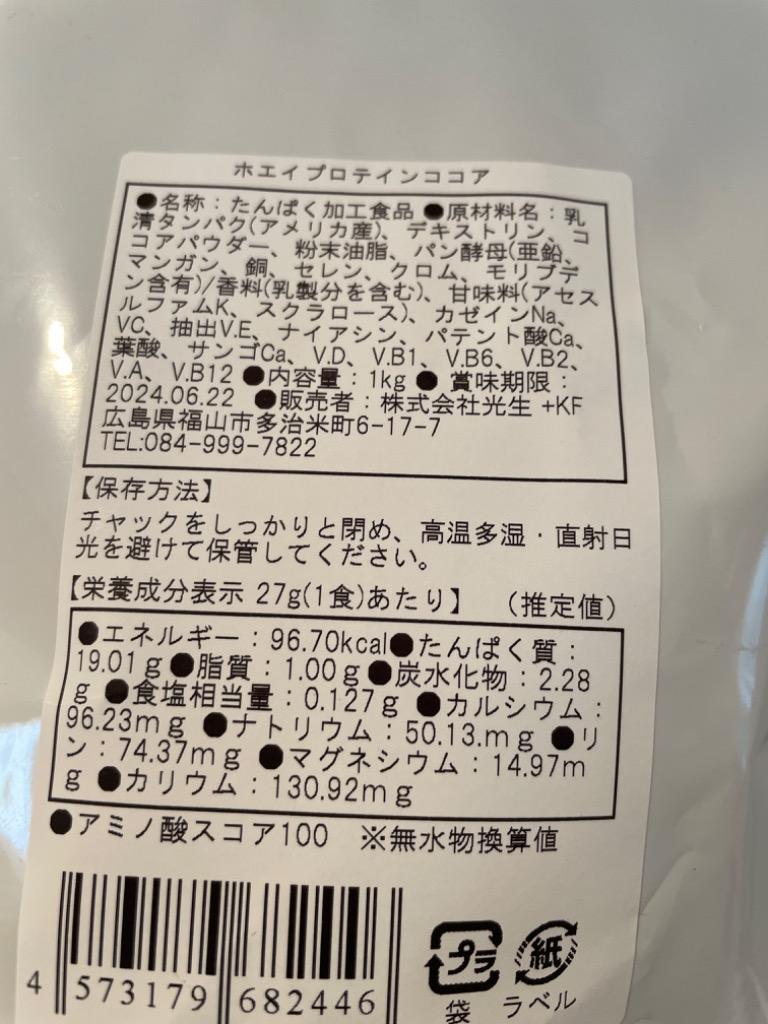 ホエイプロテインココア
●名称：たんぱく加工食品 ●原材料名：乳
清タンパク(アメリカ産)、デキストリン、コ
コアパウダー、粉末油脂、パン酵母(亜鉛、
マンガン、銅、セレン、クロム、モリブデ
ン含有)/香料(乳製分を含む)、甘味料(アセス
ルファムK、スクラロース)、カゼインNa、
VC、抽出V.E、ナイアシン、パテント酸Ca、
葉酸、サンゴCa、V.D、V.B1、V.B6、V.B2、
V.A、V.B12 ●内容量：1kg ● 賞味期限：
2024.06.22 ●販売者：株式会社光生 +KF
広島県福山市多治米町6-17-7
TEL:084-999-7822
【保存方法】
チャックをしっかりと閉め、高温多湿・直射日
光を避けて保管してください。
【栄養成分表示 27g(1食)あたり】 （推定値）
●エネルギー：96.70kcal●たんぱく質：
19.01ｇ●脂質：1.00ｇ●炭水化物：2.28
ｇ ●食塩相当量：0.127ｇ ●カルシウム：
96.23mｇ ●ナトリウム：50.13.mｇ ●リ
ン：74.37mｇ ●マグネシウム：14.97m
ｇ ●カリウム：130.92mｇ
●アミノ酸スコア100 ※無水物換算値
4 573179 682446
プラ 紙
袋 ラベル